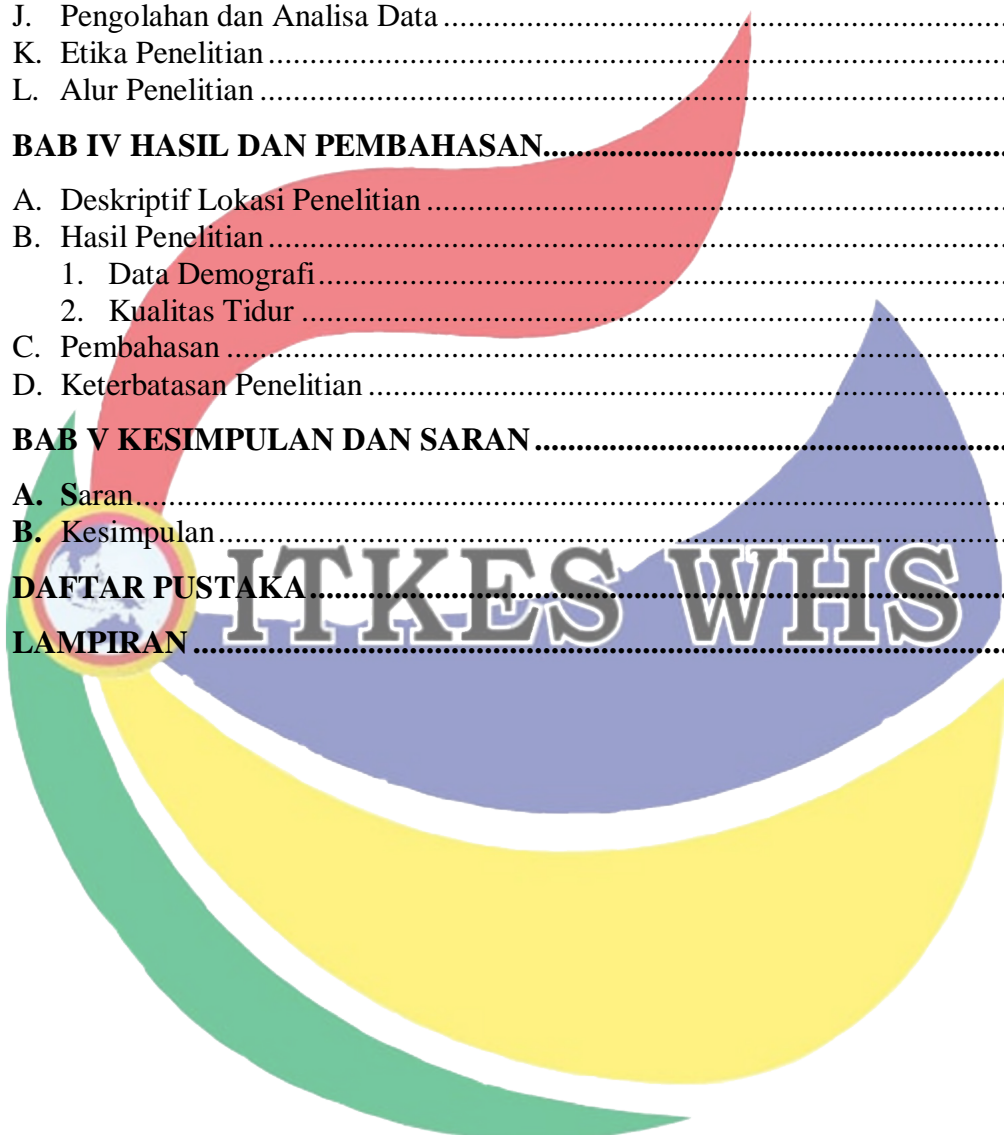 J. Pengolahan dan Analisa Data ........................................................................
K. Etika Penelitian ...............................................................................................
L. Alur Penelitian ................................................................................................
BAB IV HASIL DAN PEMBAHASAN..........................................................
A. Deskriptif Lokasi Penelitian ..........................................................................
B. Hasil Penelitian ...............................................................................................
1. Data Demografi.........................................................................................
2. Kualitas Tidur ...........................................................................................
C. Pembahasan ....................................................................................................
D. Keterbatasan Penelitian ..................................................................................
BAB V KESIMPULAN DAN SARAN ...........................................................
A. Saran................................................................................................................
B. Kesimpulan......................................................................................................
DAFTAR PUSTAKA........................................................................................
ITKES WHS
LAMPIRAN .......................................................................................................